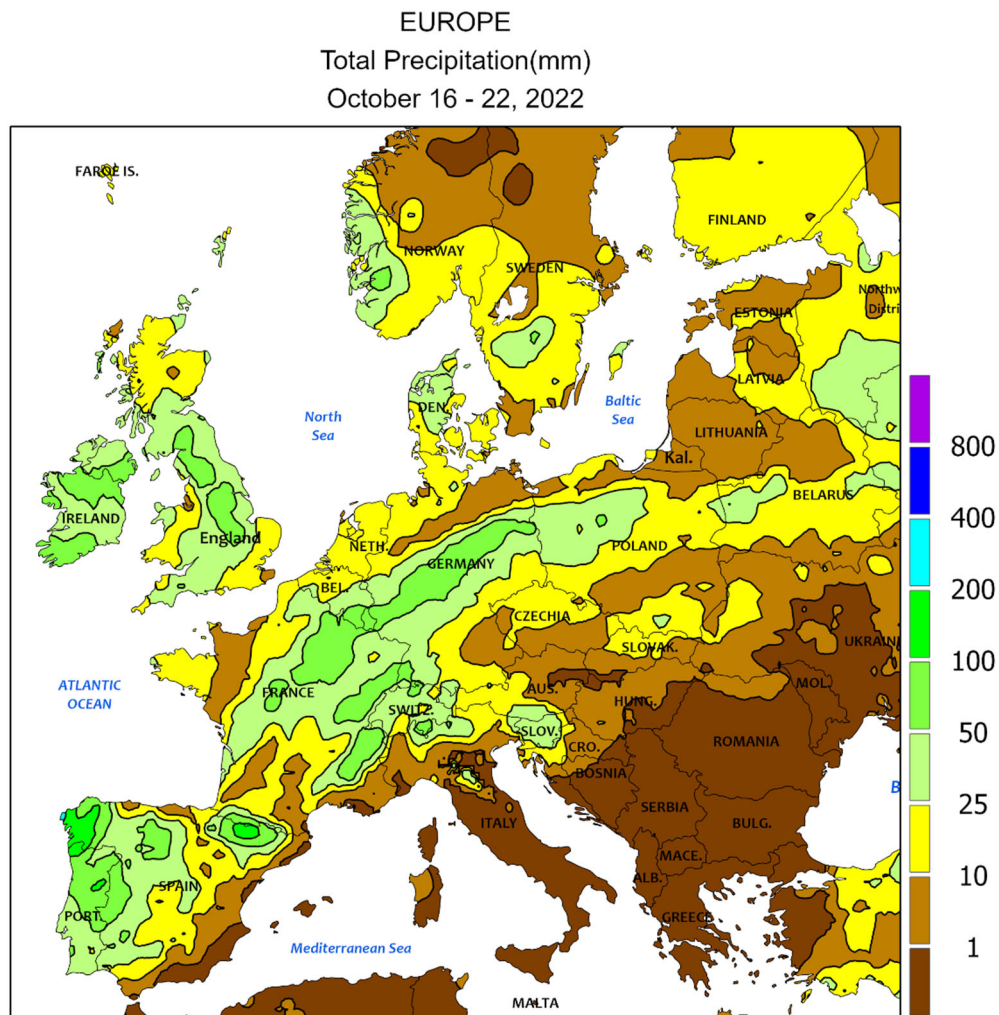 EUROPE
Total Precipitation(mm)
October 16 - 22, 2022
FAROE IS.
FINLAND
NORWAY
SWEDEN
Northw
Distri
ESTONIA
LATVIA
North
Sea
DEN.
Baltic
Sea
LITHUANIA
Kal.
800
400
200
100
50
25
10
1
IRELAND
England
NETH.
BEL.
GERMANY
POLAND
BELARUS
CZECHIA
SLOVAK.
UKRAIN
ATLANTIC
OCEAN
FRANCE
SWITZ.
AUS.
HUNG.
MOL.
SLOV.
CRO.
ROMANIA
BOSNIA
B
SERBIA
BULG.
ITALY
MACE.
ALB.
SPAIN
PORT.
GREECE
Mediterranean Sea
MALTA